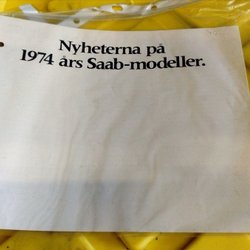 Nyheterna på
1974 års Saab-modeller.